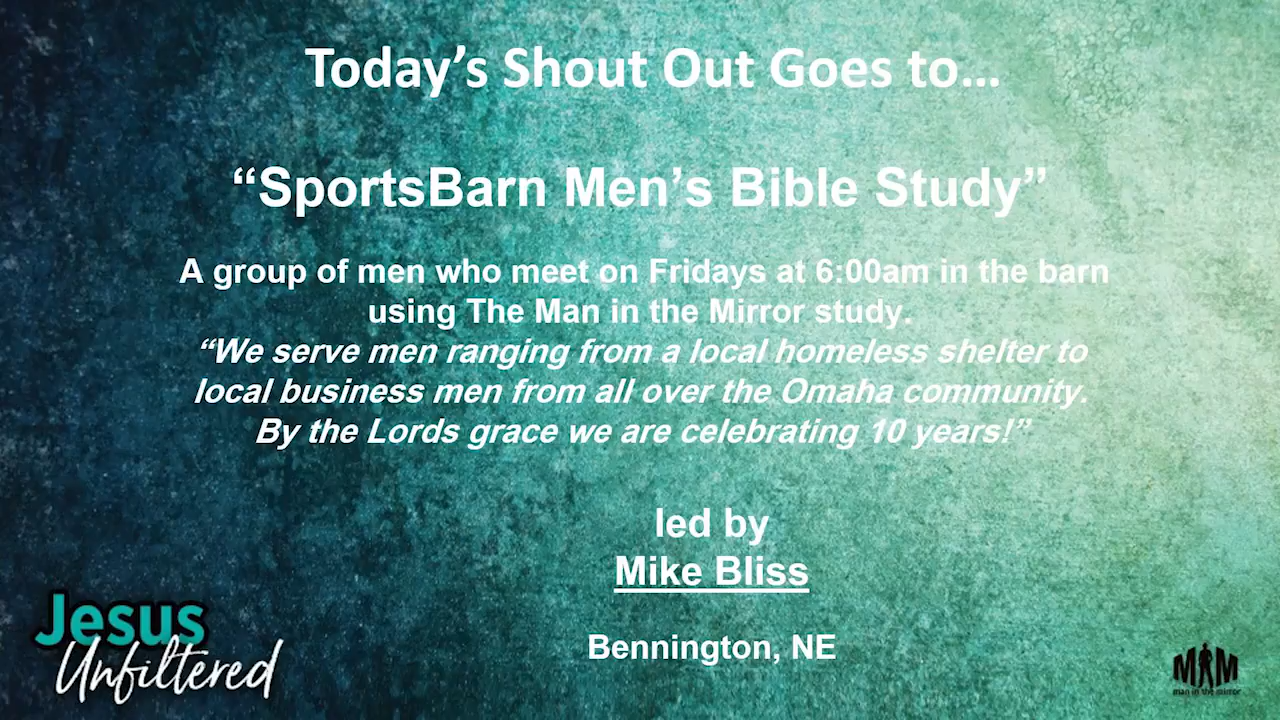 Today’s Shout Out Goes to…
“SportsBarn Men’s Bible Study”
A group of men who meet on Fridays at 6:00am in the barn
using The Man in the Mirror study.
“We serve men ranging from a local homeless shelter to
local business men from all over the Omaha community.
By the Lords grace we are celebrating 10 years!”
led by
Mike Bliss
Bennington, NE
Jesus
Unfiltered
MIM
man in the mirror